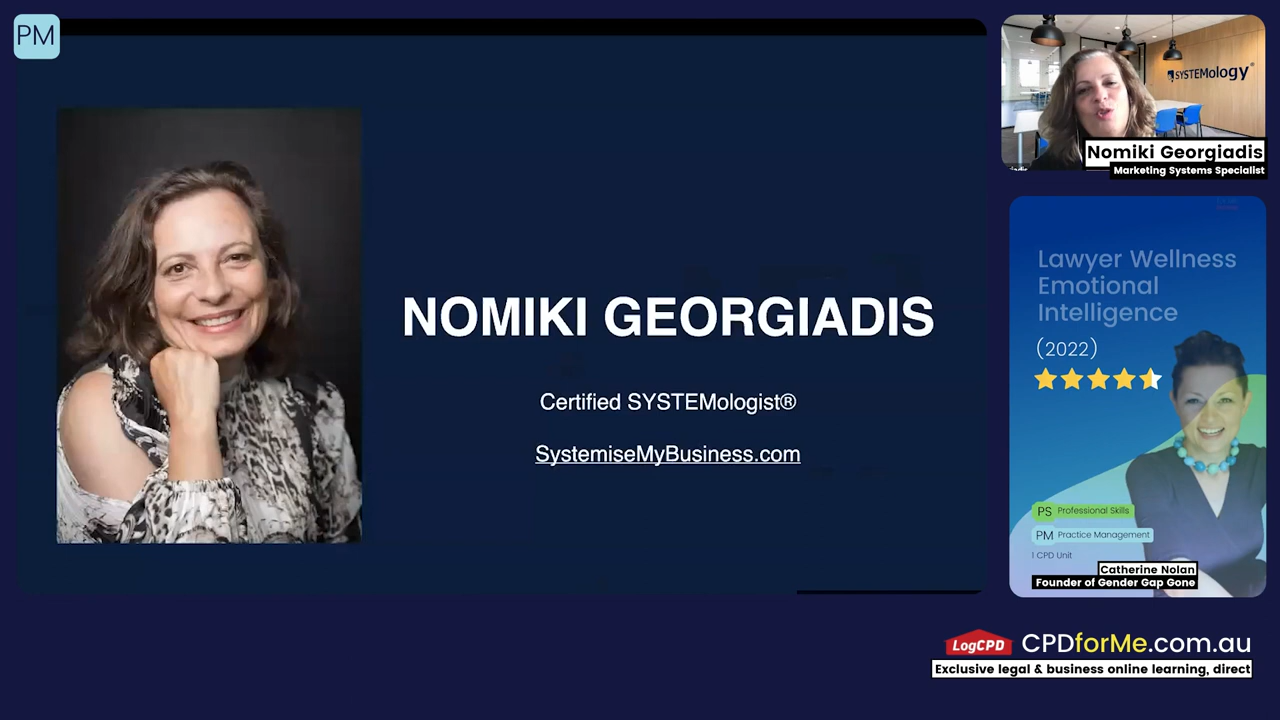 PM
NOMIKI GEORGIADIS
Certified SYSTEMologist®
SystemiseMyBusiness.com
SYSTEMology®
Nomiki Georgiadis
Marketing Systems Specialist
Lawyer Wellness
Emotional
Intelligence
(2022)
PS Professional Skills
PM Practice Management
1 CPD Unit
Catherine Nolan
Founder of Gender Gap Gone
LogCPD CPDforMe.com.au
Exclusive legal & business online learning, direct